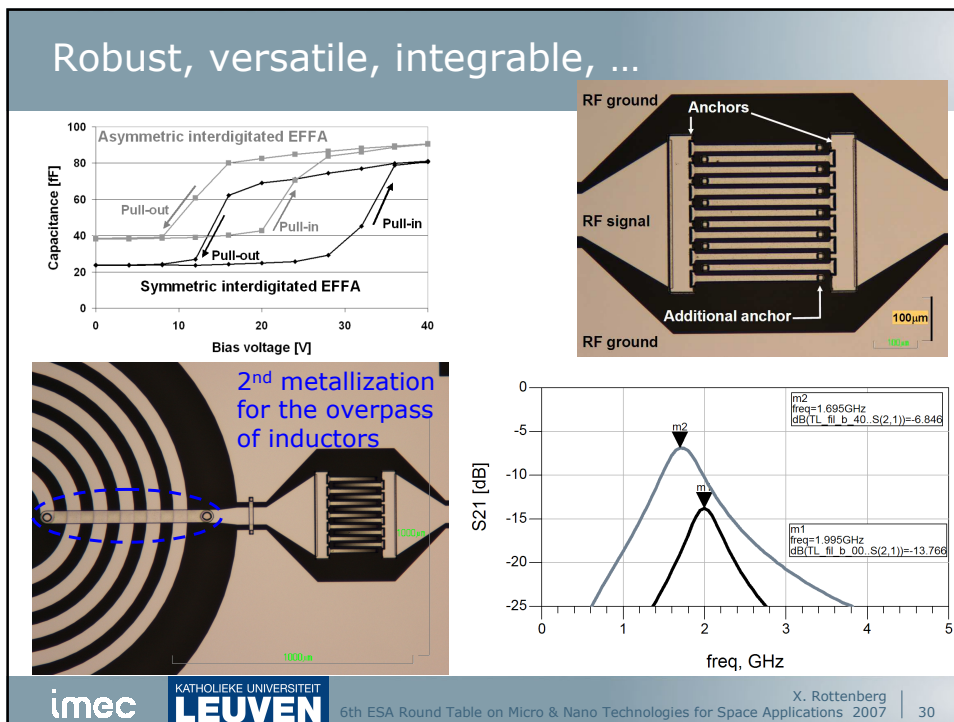 Robust, versatile, integrable, …
Capacitance [fF]
100
80
60
40
20
0
Asymmetric interdigitated EFFA
Pull-out
Pull-in
Pull-in
Pull-out
Symmetric interdigitated EFFA
0
10
20
30
40
Bias voltage [V]
RF ground
Anchors
RF signal
Additional anchor
100μm
RF ground
2nd metallization
for the overpass
of inductors
1000um
S21 [dB]
0
-5
-10
-15
-20
-25
m2
freq=1.695GHz
dB(TL_fil_b_40..S(2,1))=-6.846
m2
m1
freq=1.995GHz
dB(TL_fil_b_00..S(2,1))=-13.766
0
1
2
3
4
5
freq, GHz
imec
KATHOLIEKE UNIVERSITEIT
LEUVEN
X. Rottenberg
6th ESA Round Table on Micro & Nano Technologies for Space Applications 2007
30